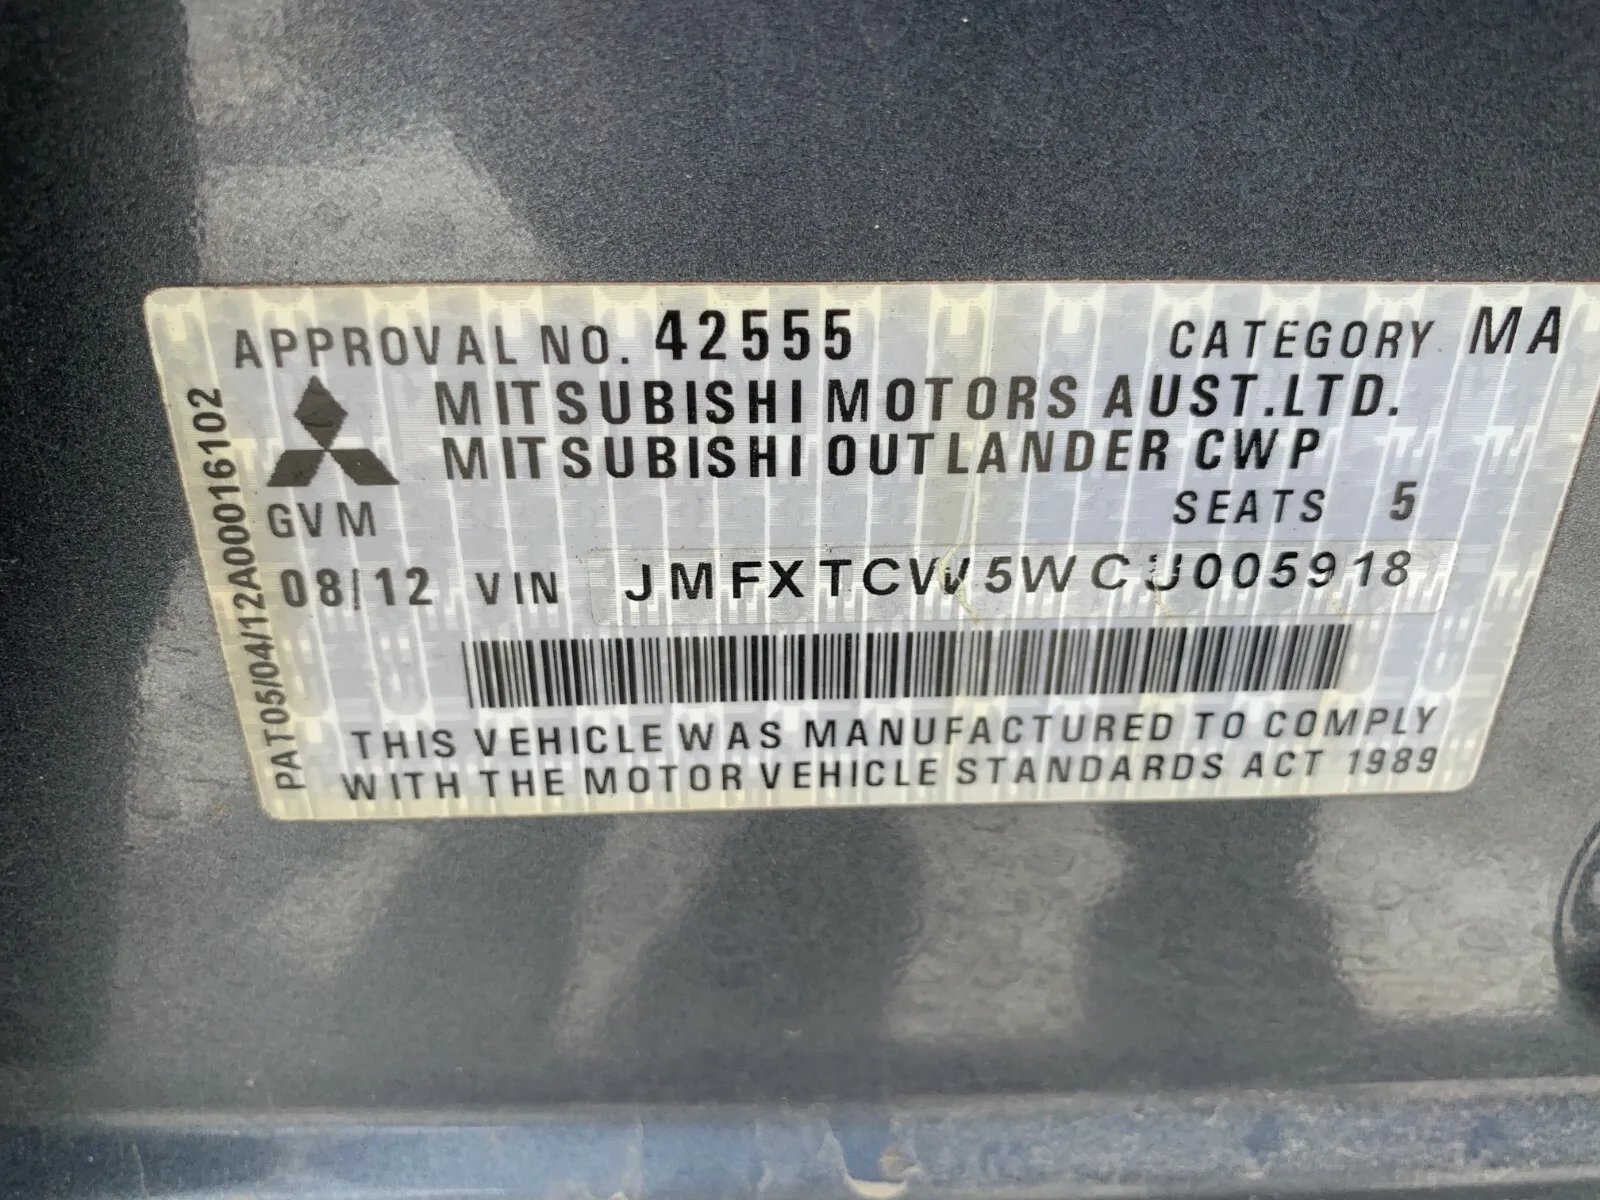 APPROVAL NO. 42555 CATEGORY MA
MITSUBISHI MOTORS AUST.LTD.
MITSUBISHI OUTLANDER CWP
GVM SEATS 5
08/12 VIN JMFXTCW5WCU005918
THIS VEHICLE WAS MANUFACTURED TO COMPLY
WITH THE MOTOR VEHICLE STANDARDS ACT 1989
PAT05/04/12A00016102